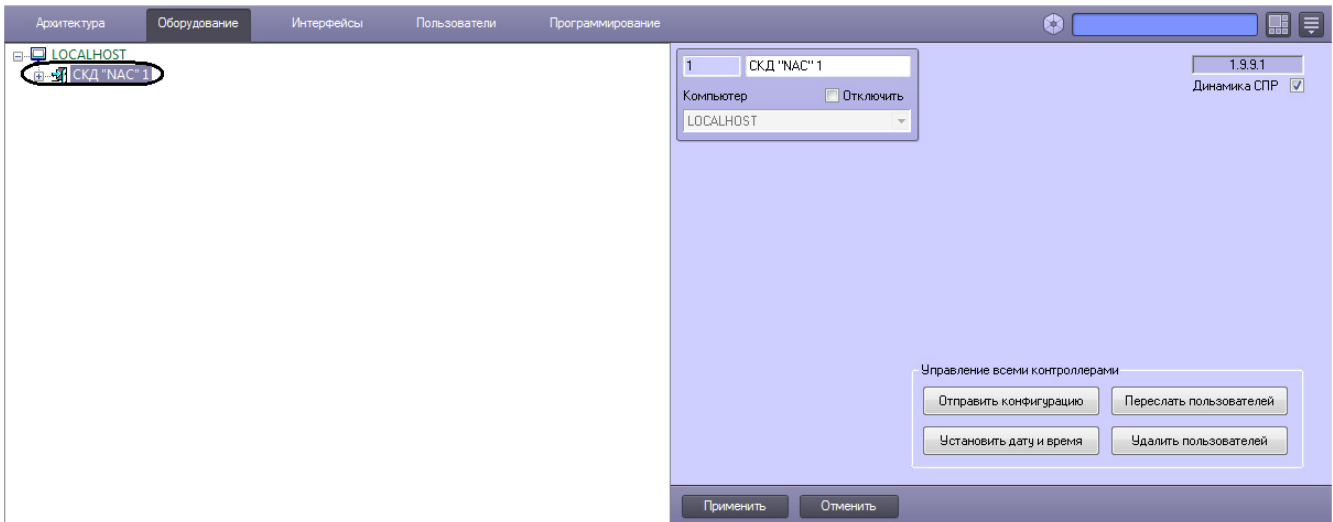 Архитектура Оборудование Интерфейсы Пользователи Программирование
LOCALHOST
СКД "NAC" 1
1 СКД "NAC" 1
1.9.9.1
Компьютер Отключить
Динамика СПР
LOCALHOST
Управление всеми контроллерами
Отправить конфигурацию Переслать пользователей
Установить дату и время Удалить пользователей
Применить Отменить